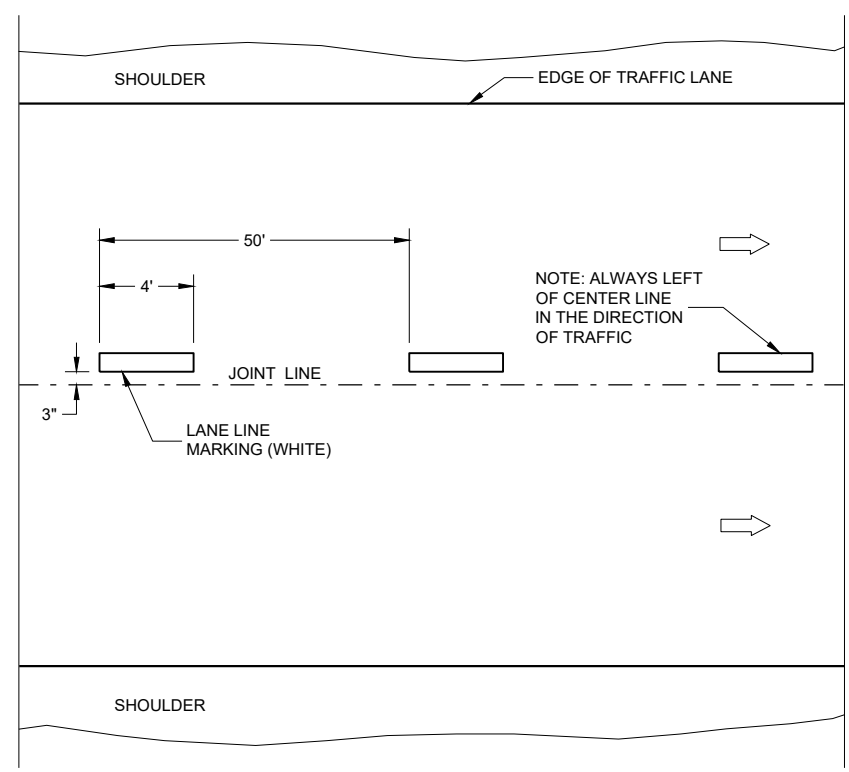 SHOULDER
EDGE OF TRAFFIC LANE
50'
4'
NOTE: ALWAYS LEFT
OF CENTER LINE
IN THE DIRECTION
OF TRAFFIC
JOINT LINE
3"
LANE LINE
MARKING (WHITE)
SHOULDER